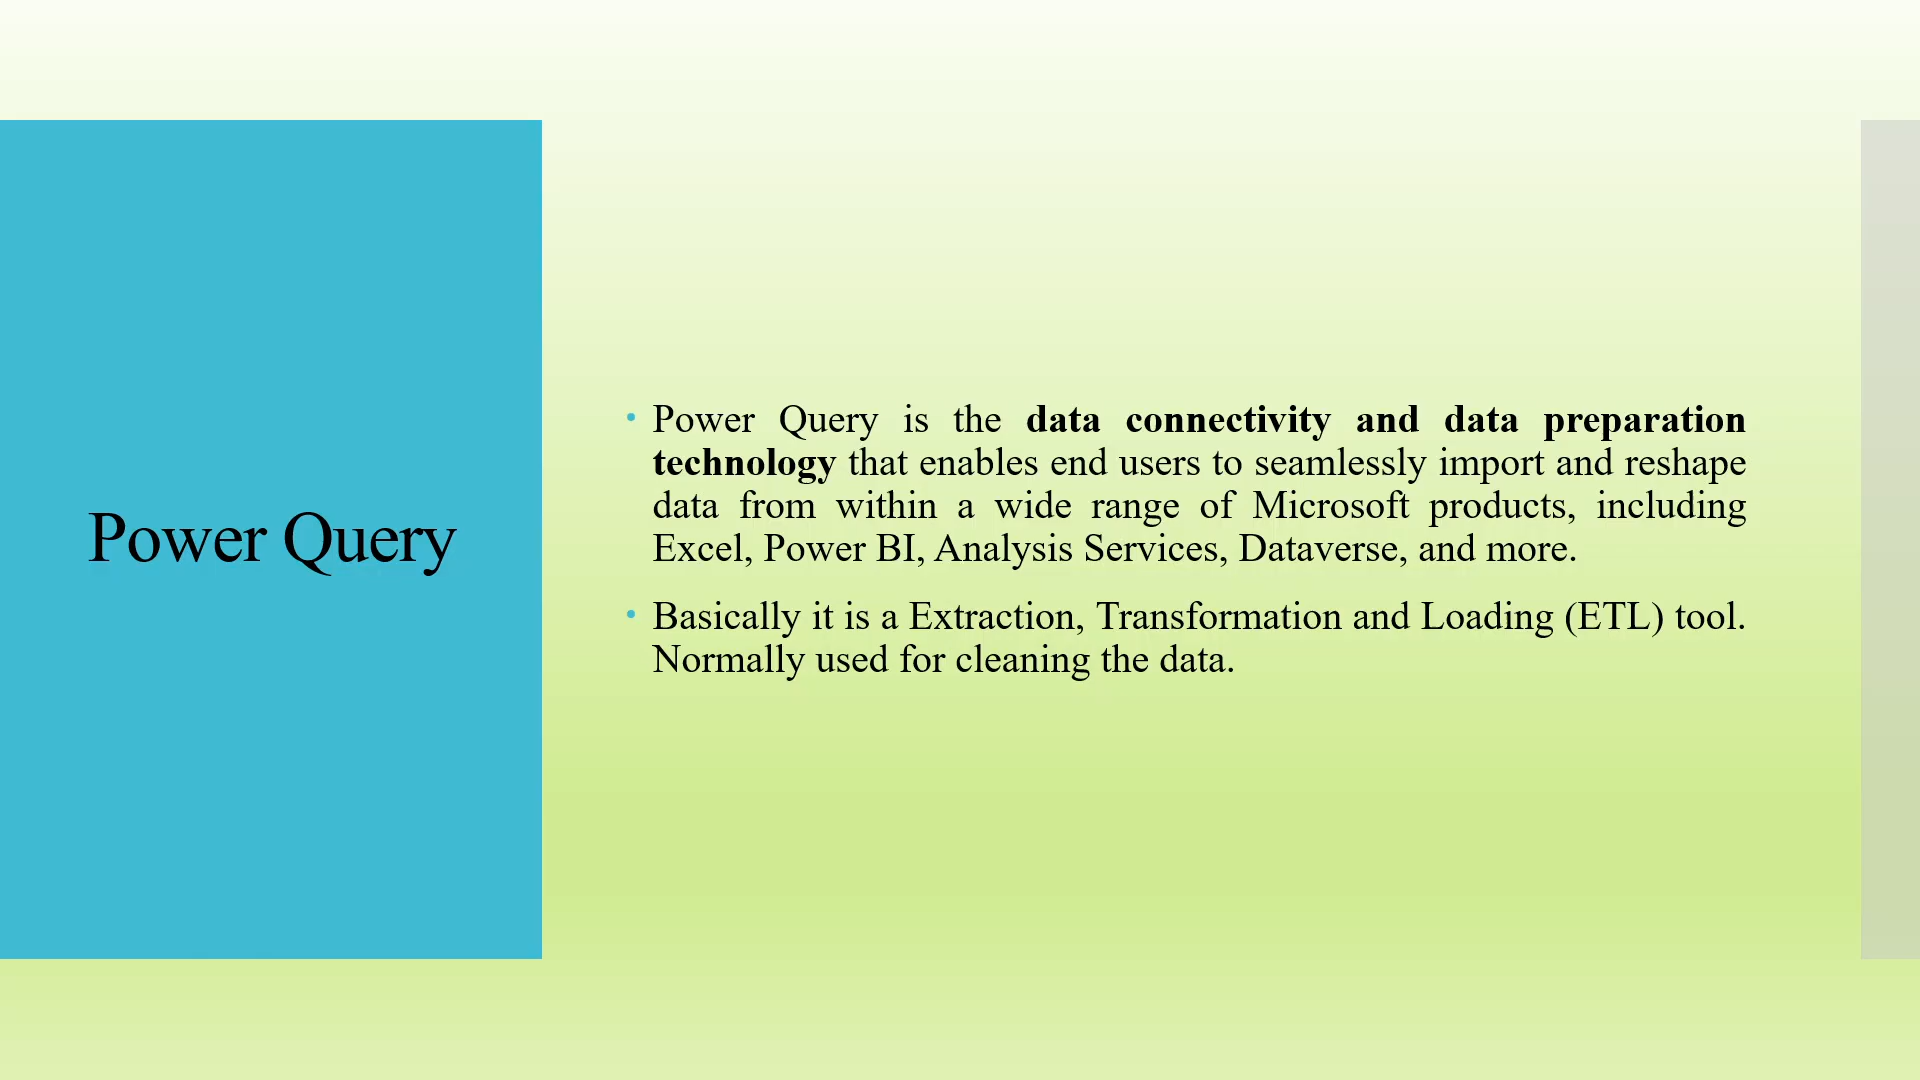 Power Query
• Power Query is the data connectivity and data preparation
technology that enables end users to seamlessly import and reshape
data from within a wide range of Microsoft products, including
Excel, Power BI, Analysis Services, Dataverse, and more.
• Basically it is a Extraction, Transformation and Loading (ETL) tool.
Normally used for cleaning the data.